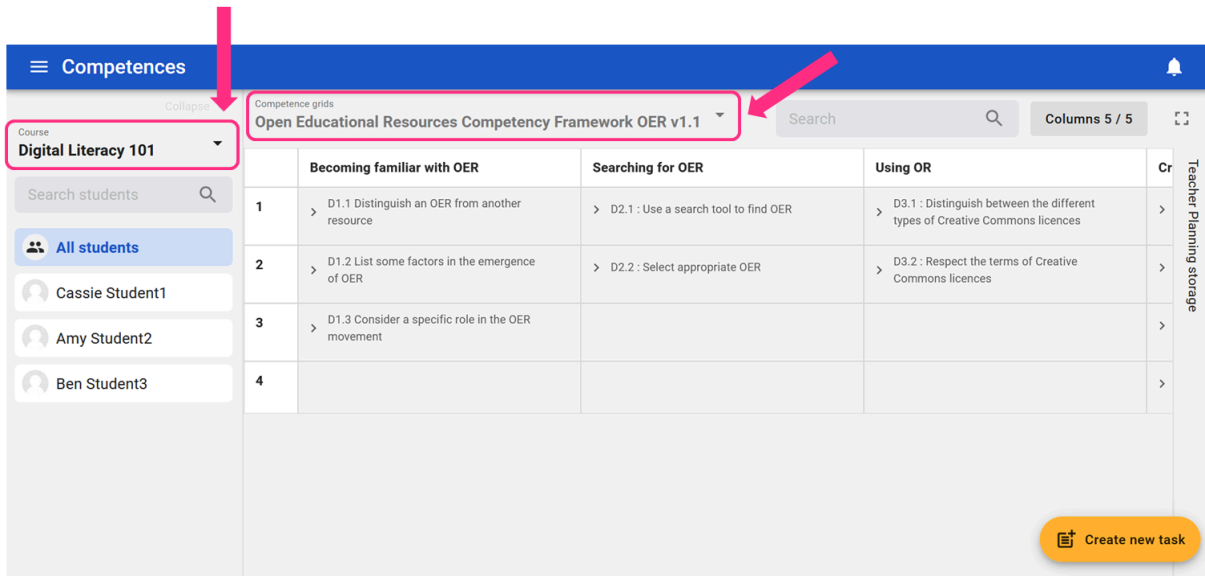 Competences
Collapse
Course
Digital Literacy 101
Search students
All students
Cassie Student1
Amy Student2
Ben Student3
Competence grids
Open Educational Resources Competency Framework OER v1.1
Search
Columns 5 / 5
Becoming familiar with OER
Searching for OER
Using OR
Cr
1
D1.1 Distinguish an OER from another
resource
D2.1 : Use a search tool to find OER
D3.1 : Distinguish between the different
types of Creative Commons licences
2
D1.2 List some factors in the emergence
of OER
D2.2 : Select appropriate OER
D3.2 : Respect the terms of Creative
Commons licences
3
D1.3 Consider a specific role in the OER
movement
4
Teacher Planning storage
Create new task